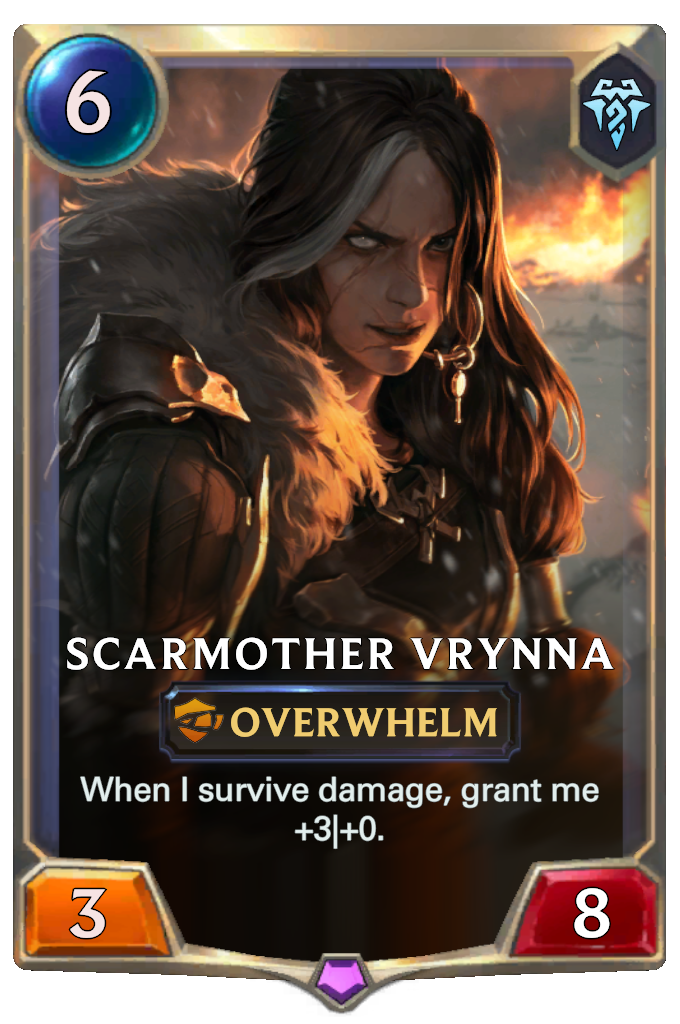 6
SCARMOTHER VRYNNA
OVERWHELM
When I survive damage, grant me
+3|+0.
3
8